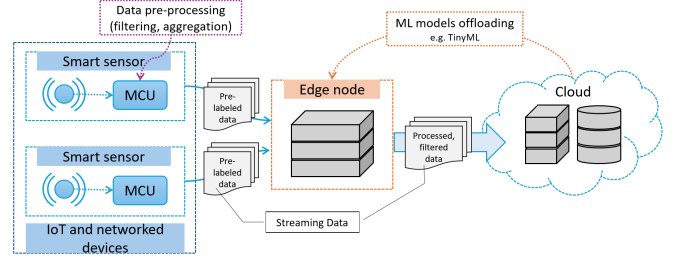 Data pre-processing
(filtering, aggregation)
ML models offloading
e.g. TinyML
Smart sensor
MCU
Pre-
labeled
data
Edge node
Cloud
Processed,
filtered
data
Smart sensor
MCU
Pre-
labeled
data
Streaming Data
IoT and networked
devices